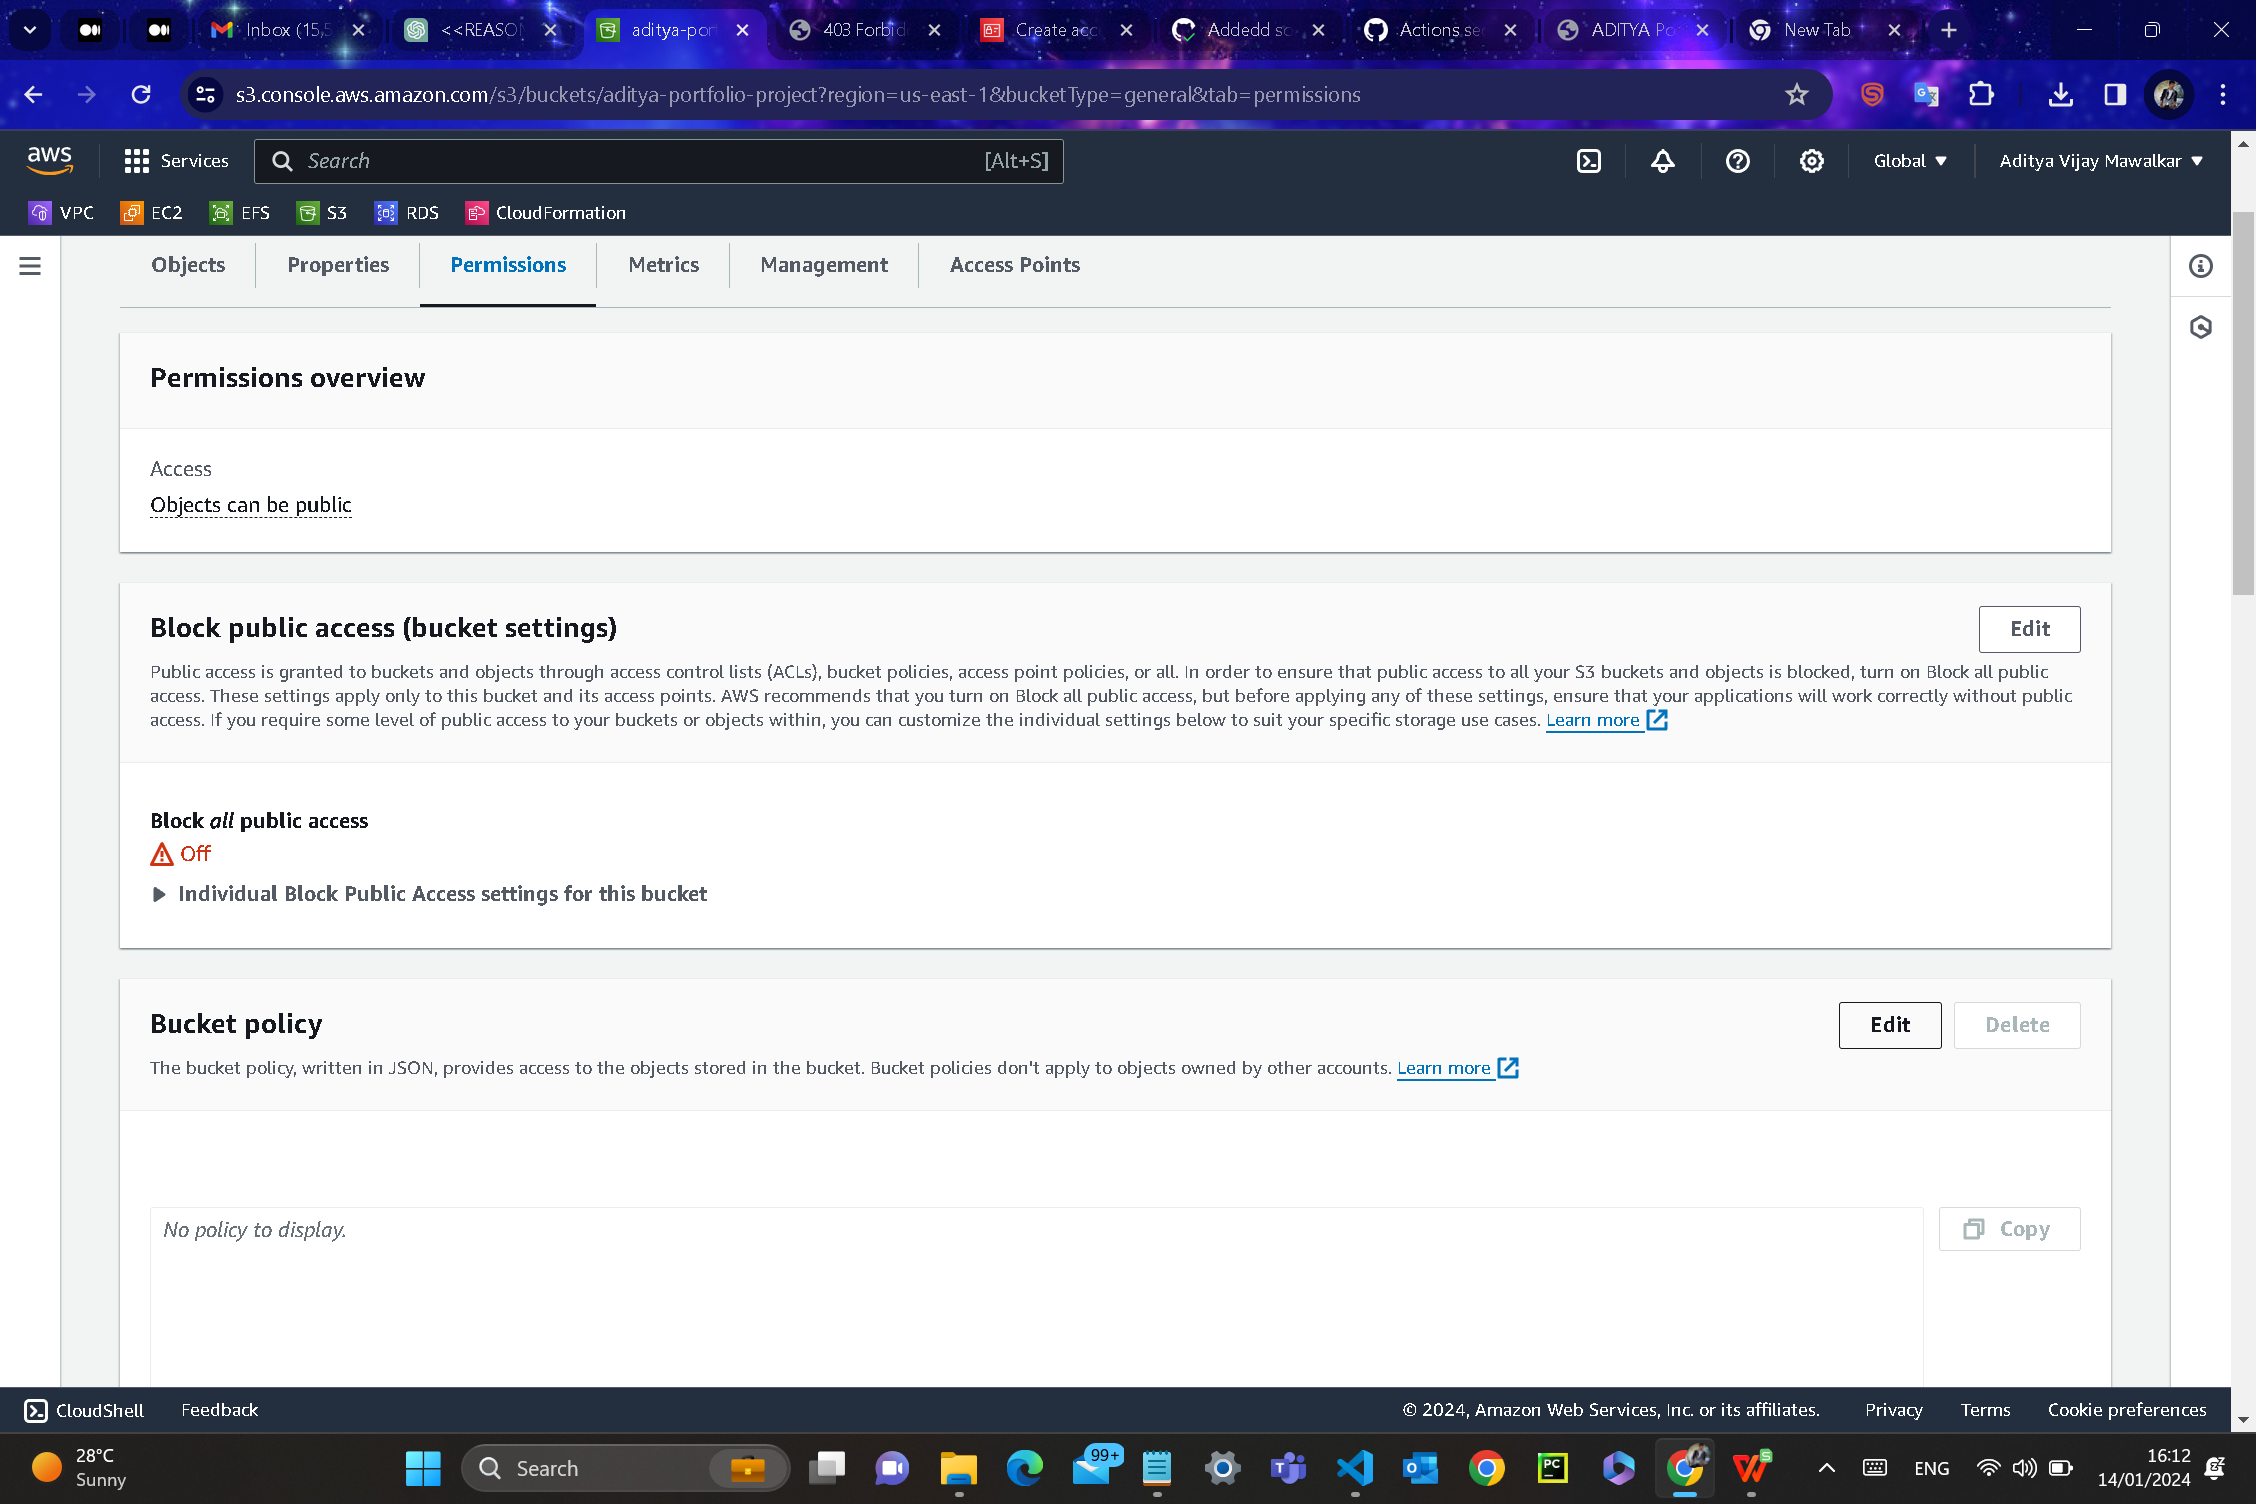 Inbox (15,5
<<REASO
aditya-port
403 Forbid
Create acc
Addedd sc
Actions se
ADITYA Po
New Tab
s3.console.aws.amazon.com/s3/buckets/aditya-portfolio-project?region=us-east-1&bucketType=general&tab=permissions
aws
Services
Search
[Alt+S]
Global
Aditya Vijay Mawalkar
VPC
EC2
EFS
S3
RDS
CloudFormation
Objects
Properties
Permissions
Metrics
Management
Access Points
Permissions overview
Access
Objects can be public
Block public access (bucket settings)
Edit
Public access is granted to buckets and objects through access control lists (ACLs), bucket policies, access point policies, or all. In order to ensure that public access to all your S3 buckets and objects is blocked, turn on Block all public
access. These settings apply only to this bucket and its access points. AWS recommends that you turn on Block all public access, but before applying any of these settings, ensure that your applications will work correctly without public
access. If you require some level of public access to your buckets or objects within, you can customize the individual settings below to suit your specific storage use cases. Learn more
Block all public access
Off
Individual Block Public Access settings for this bucket
Bucket policy
Edit
Delete
The bucket policy, written in JSON, provides access to the objects stored in the bucket. Bucket policies don't apply to objects owned by other accounts. Learn more
No policy to display.
Copy
CloudShell
Feedback
© 2024, Amazon Web Services, Inc. or its affiliates.
Privacy
Terms
Cookie preferences
28°C
Sunny
Search
99+
ENG
16:12
14/01/2024